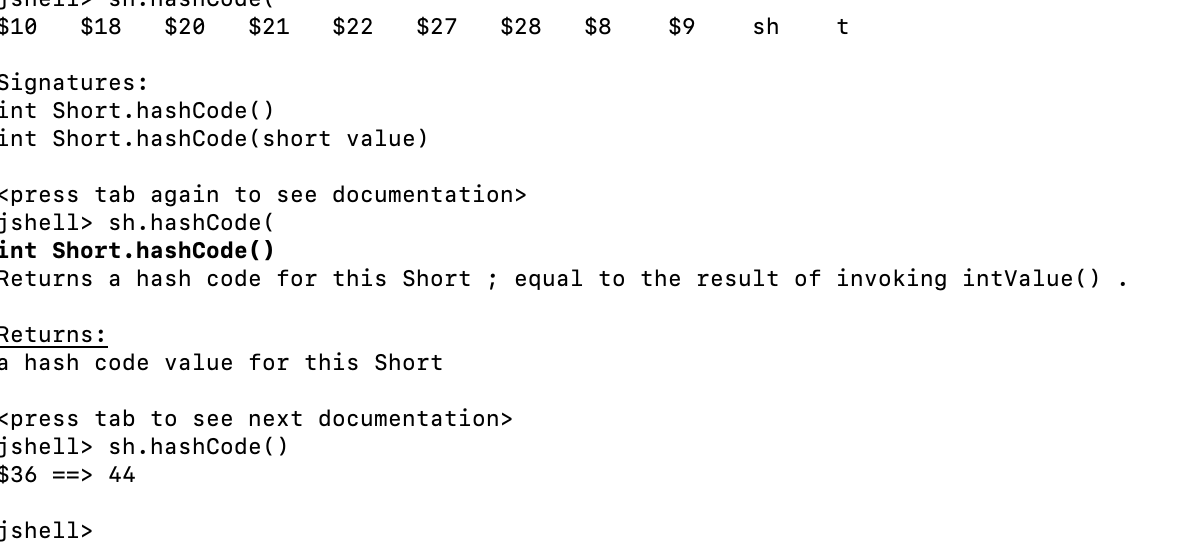 jshell> sh.hashCode(
$10 $18 $20 $21 $22 $27 $28 $8 $9 sh t
Signatures:
int Short.hashCode()
int Short.hashCode(short value)
<press tab again to see documentation>
jshell> sh.hashCode(
int Short.hashCode()
Returns a hash code for this Short ; equal to the result of invoking intValue() .
Returns:
a hash code value for this Short
<press tab to see next documentation>
jshell> sh.hashCode()
$36 ==> 44
jshell>